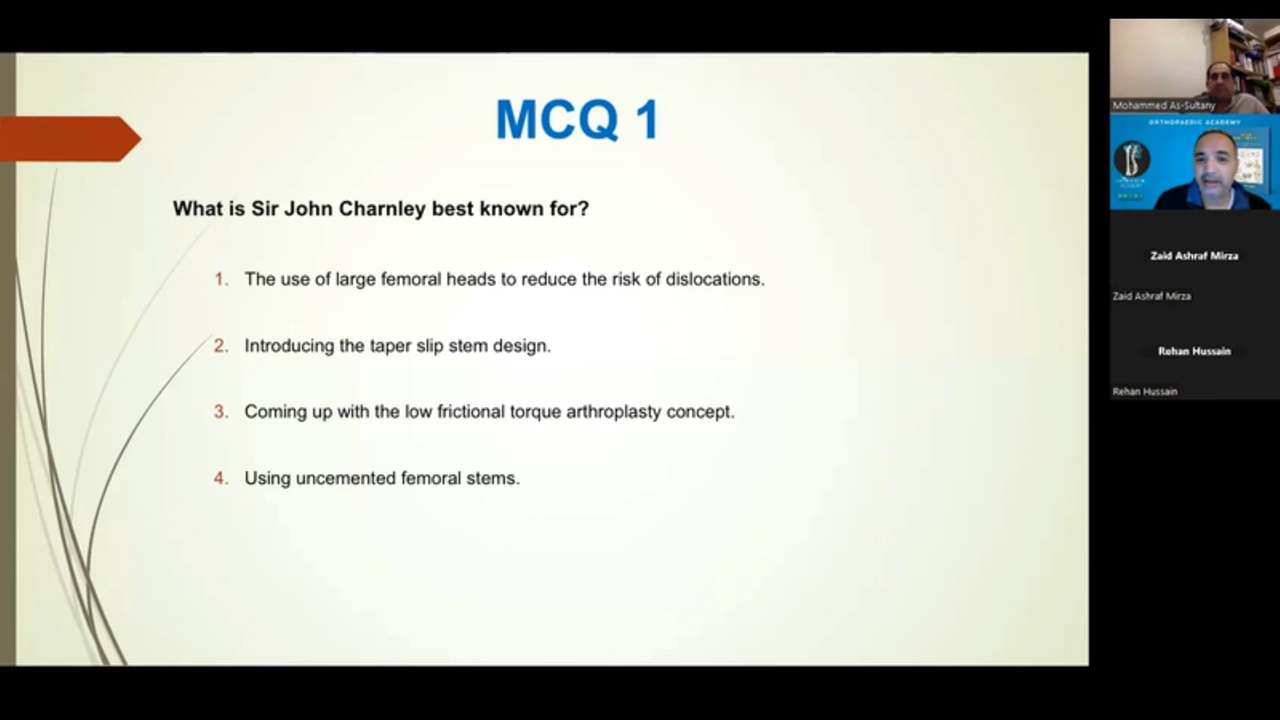 MCQ 1
What is Sir John Charnley best known for?
1. The use of large femoral heads to reduce the risk of dislocations.
2. Introducing the taper slip stem design.
3. Coming up with the low frictional torque arthroplasty concept.
4. Using uncemented femoral stems.
Mohammed As-Sultany
ORTHOPAEDIC ACADEMY
Zaid Ashraf Mirza
Zaid Ashraf Mirza
Rehan Hussain
Rehan Hussain